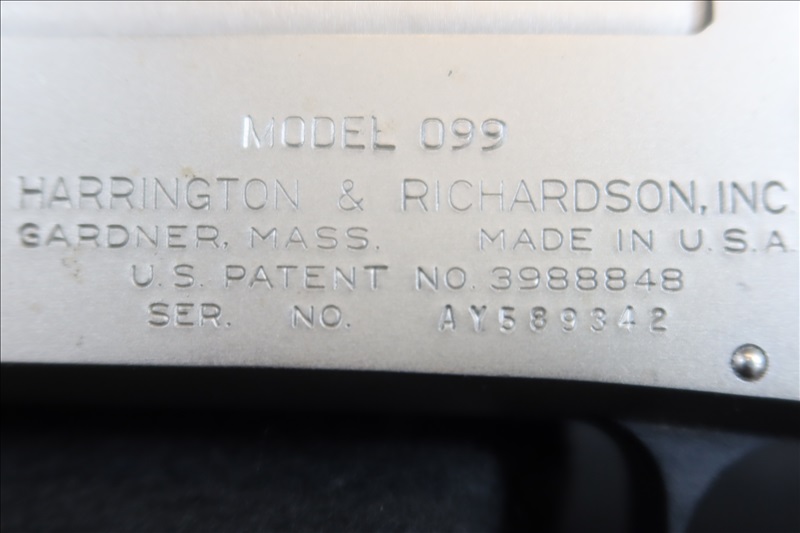 MODEL 099
HARRINGTON & RICHARDSON, INC
GARDNER, MASS. MADE IN U.S.A.
U.S. PATENT NO. 3988848
SER. NO. AY589342